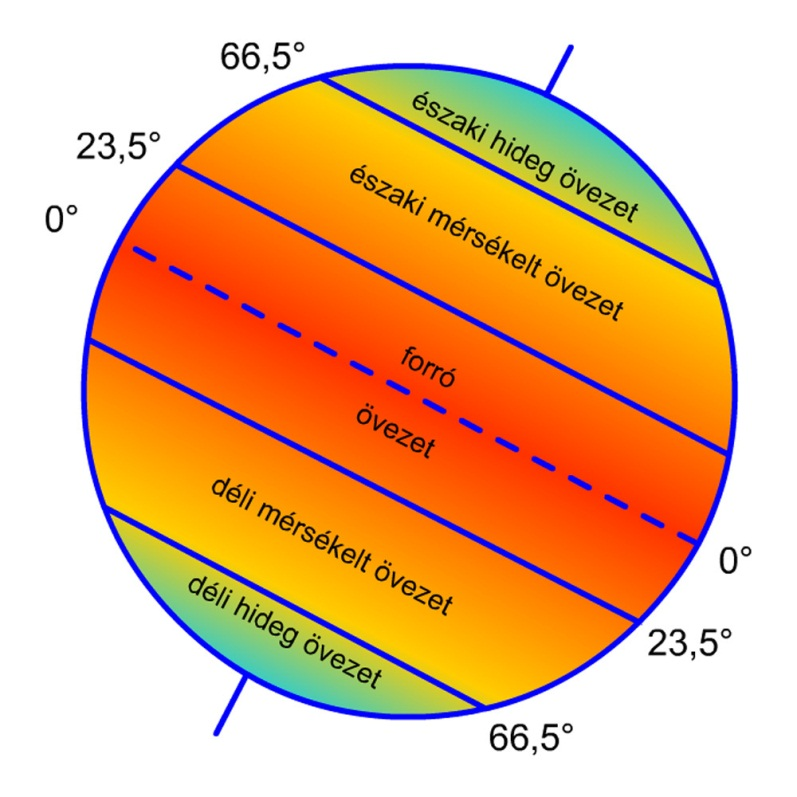 66,5°
északi hideg övezet
23,5°
északi mérsékelt övezet
0°
forró
övezet
déli mérsékelt övezet
0°
déli hideg övezet
23,5°
66,5°